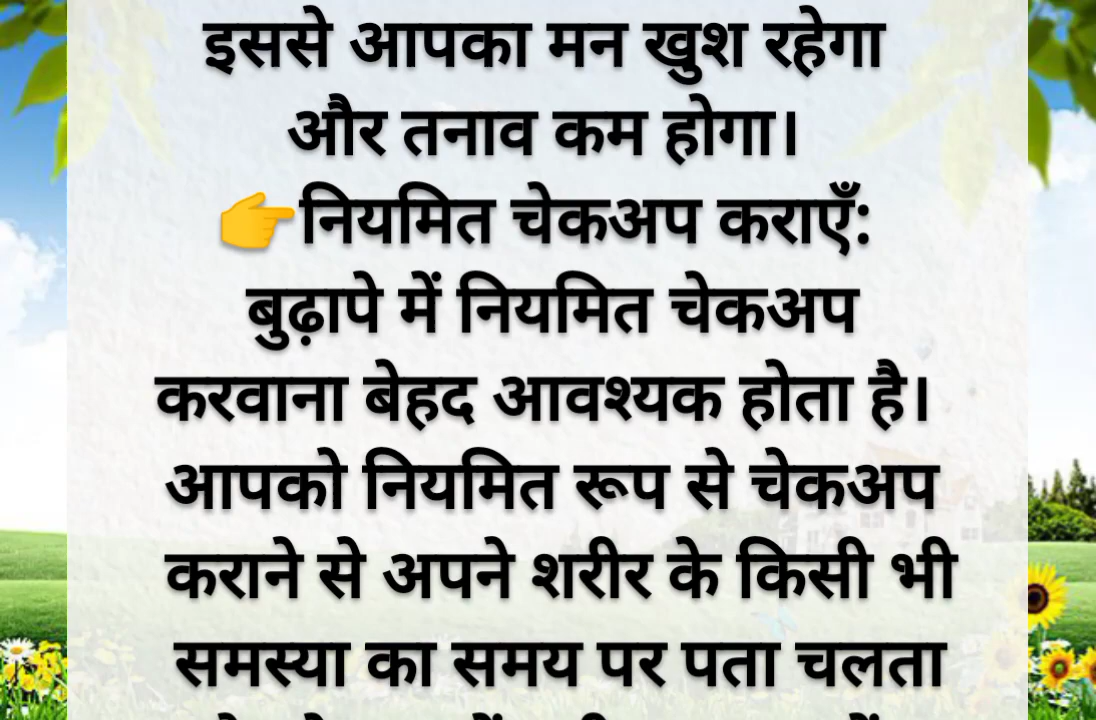 इससे आपका मन खुश रहेगा
और तनाव कम होगा।
👉नियमित चेकअप कराएँ:
बुढ़ापे में नियमित चेकअप
करवाना बेहद आवश्यक होता है।
आपको नियमित रूप से चेकअप
कराने से अपने शरीर के किसी भी
समस्या का समय पर पता चलता